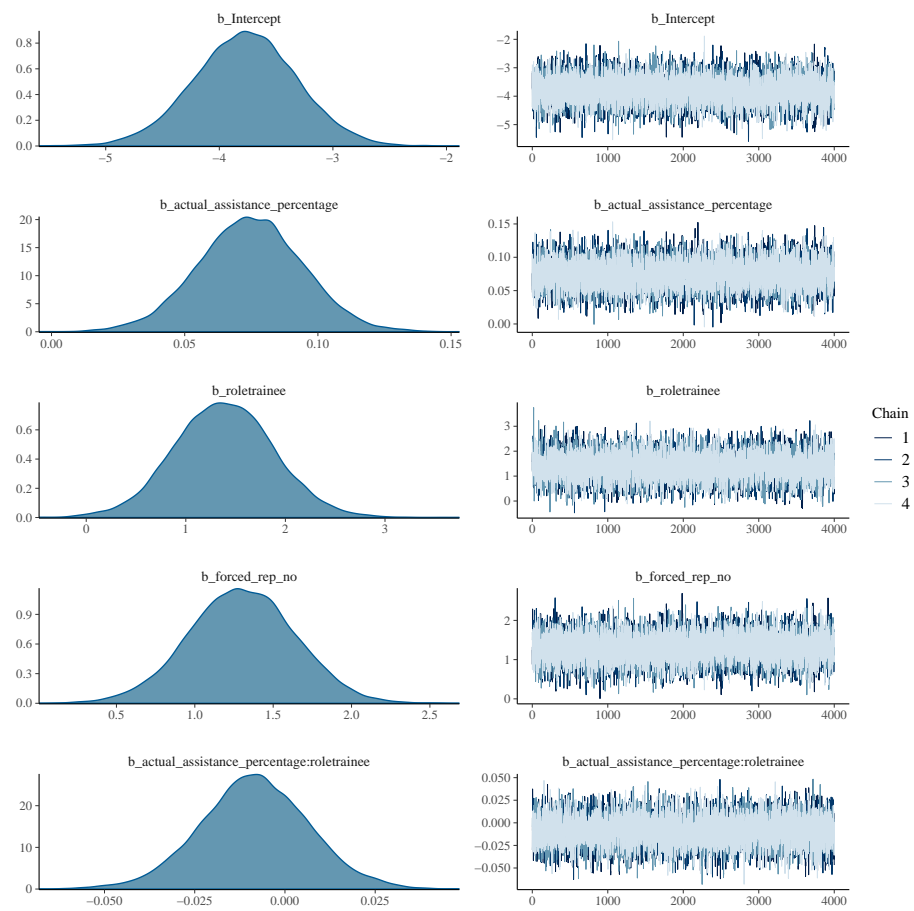 b_Intercept
0.8
0.6
0.4
0.2
0.0
−5 −4 −3 −2
b_Intercept
−2
−3
−4
−5
0 1000 2000 3000 4000
b_actual_assistance_percentage
20
15
10
5
0
0.00 0.05 0.10 0.15
b_actual_assistance_percentage
0.15
0.10
0.05
0.00
0 1000 2000 3000 4000
b_roletrainee
0.6
0.4
0.2
0.0
0 1 2 3
b_roletrainee
3
2
1
0
0 1000 2000 3000 4000
Chain
1
2
3
4
b_forced_rep_no
0.9
0.6
0.3
0.0
0.5 1.0 1.5 2.0 2.5
b_forced_rep_no
2
1
0
0 1000 2000 3000 4000
b_actual_assistance_percentage:roletrainee
20
10
0
−0.050 −0.025 0.000 0.025
b_actual_assistance_percentage:roletrainee
0.050
0.025
0.000
−0.025
−0.050
0 1000 2000 3000 4000